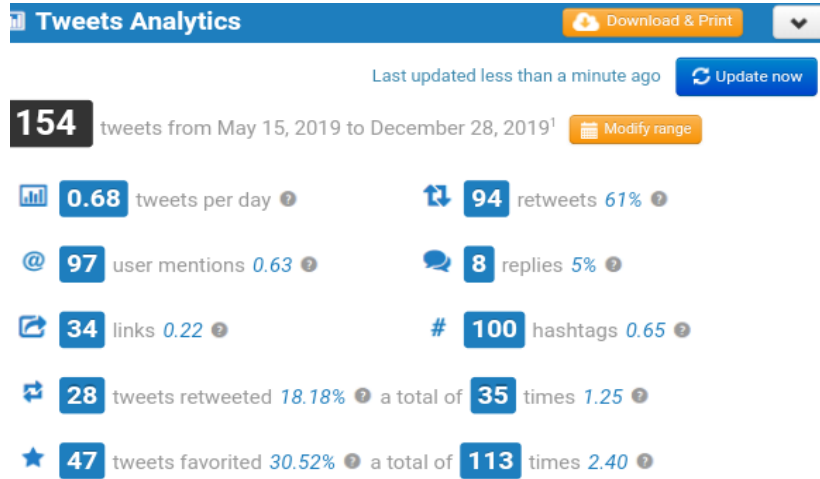 Tweets Analytics Download & Print
Last updated less than a minute ago Update now
154 tweets from May 15, 2019 to December 28, 2019¹ Modify range
0.68 tweets per day ? 94 retweets 61% ?
@ 97 user mentions 0.63 ? 8 replies 5% ?
34 links 0.22 ? # 100 hashtags 0.65 ?
28 tweets retweeted 18.18% ? a total of 35 times 1.25 ?
47 tweets favorited 30.52% ? a total of 113 times 2.40 ?